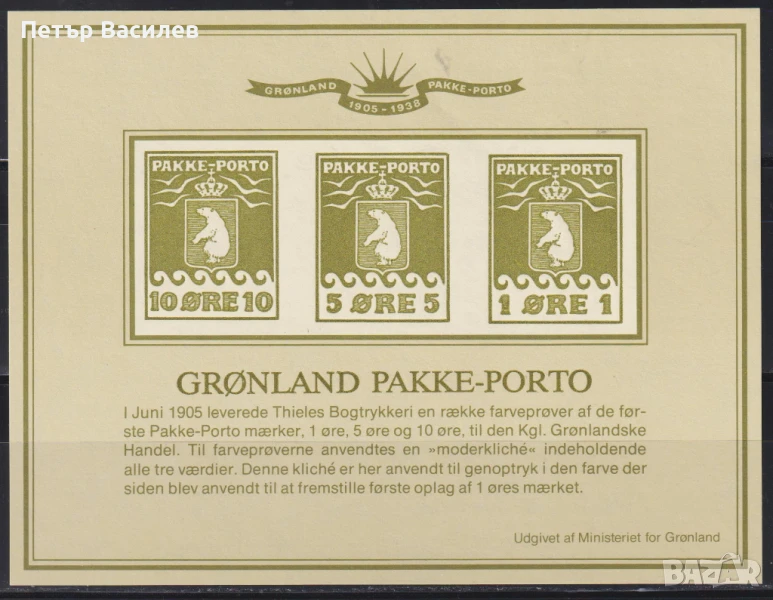 Петър Василев
GRØNLAND PAKKE-PORTO
1905-1938
PAKKE-PORTO
10 ØRE 10
PAKKE-PORTO
5 ØRE 5
PAKKE-PORTO
1 ØRE 1
GRØNLAND PAKKE-PORTO
I Juni 1905 leverede Thieles Bogtrykkeri en række farveprøver af de før-
ste Pakke-Porto mærker, 1 øre, 5 øre og 10 øre, til den Kgl. Grønlandske
Handel. Til farveprøverne anvendtes en »moderkliché« indeholdende
alle tre værdier. Denne kliché er her anvendt til genoptryk i den farve der
siden blev anvendt til at fremstille første oplag af 1 øres mærket.
Udgivet af Ministeriet for Grønland
BAZAR